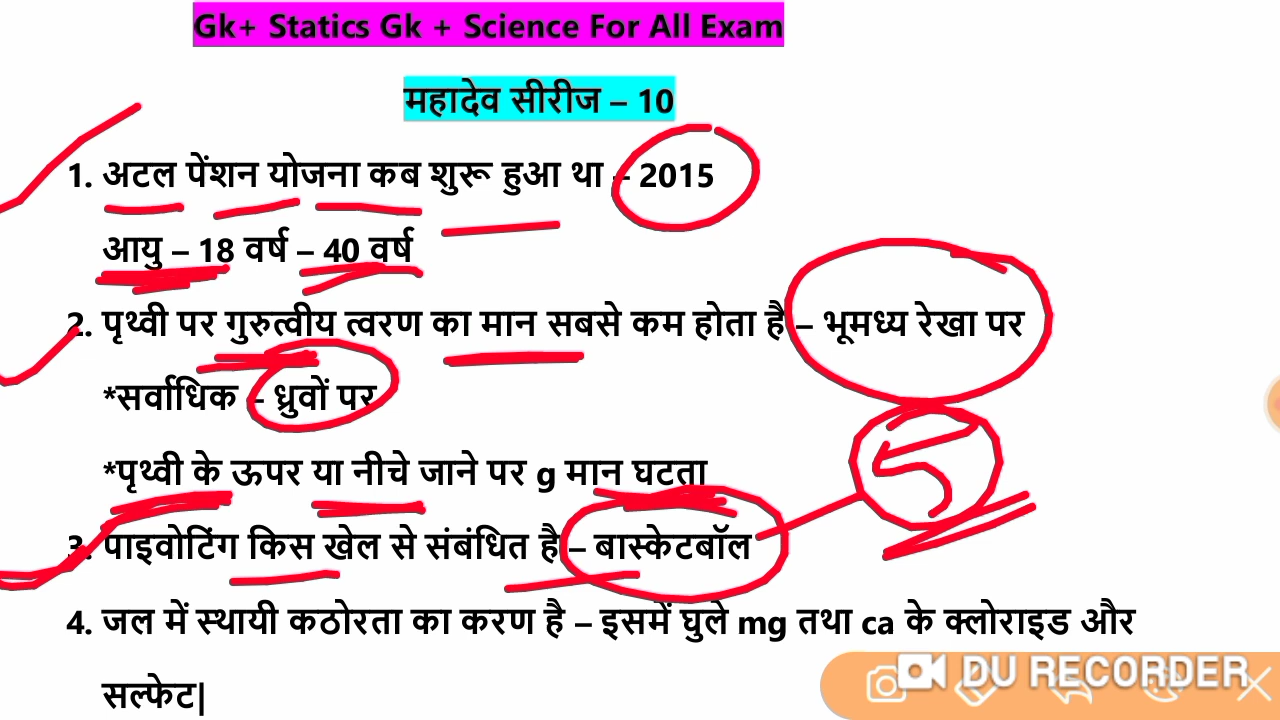 Gk+ Statics Gk + Science For All Exam
महादेव सीरीज – 10
1. अटल पेंशन योजना कब शुरू हुआ था – 2015
आयु – 18 वर्ष – 40 वर्ष
2. पृथ्वी पर गुरुत्वीय त्वरण का मान सबसे कम होता है – भूमध्य रेखा पर
*सर्वाधिक – ध्रुवों पर
*पृथ्वी के ऊपर या नीचे जाने पर g मान घटता
5
3. पाइवोटिंग किस खेल से संबंधित है – बास्केटबॉल
4. जल में स्थायी कठोरता का करण है – इसमें घुले mg तथा ca के क्लोराइड और
सल्फेट|
DU RECORDER